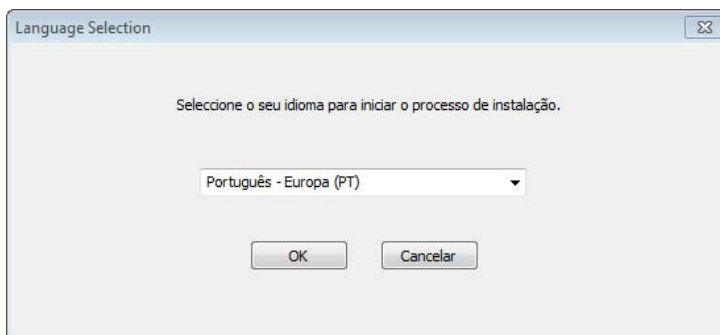 Language Selection
Seleccione o seu idioma para iniciar o processo de instalação.
Português - Europa (PT)
OK
Cancelar